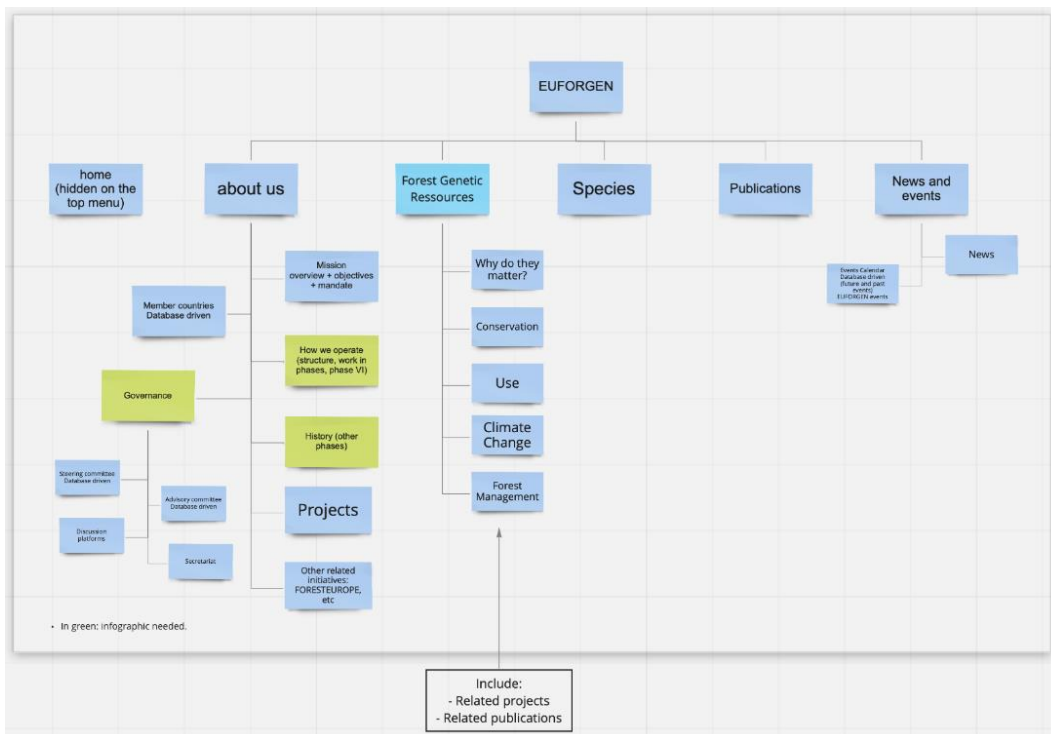 EUFORGEN
home
(hidden on the
top menu)
about us
Forest Genetic
Ressources
Species
Publications
News and
events
Mission
overview + objectives
+ mandate
Member countries
Database driven
How we operate
(structure, work in
phases, phase VI)
Governance
History (other
phases)
Steering committee
Database driven
Advisory committee
Database driven
Discussion
platforms
Secretariat
Projects
Other related
initiatives:
FORESTEUROPE,
etc
Why do they
matter?
Conservation
Use
Climate
Change
Forest
Management
News
Events Calendar
Database driven
(future and past
events)
EUFORGEN events
• In green: infographic needed.
Include:
- Related projects
- Related publications